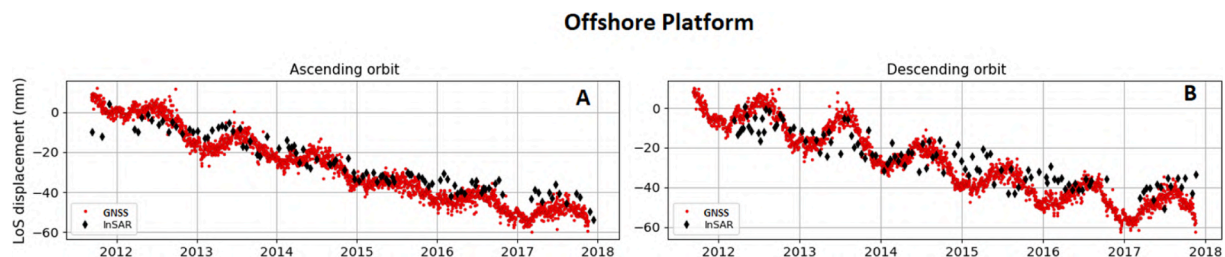 Offshore Platform
Ascending orbit
A
LoS displacement (mm)
0
−20
−40
−60
GNSS
InSAR
2012 2013 2014 2015 2016 2017 2018
Descending orbit
B
0
−20
−40
−60
GNSS
InSAR
2012 2013 2014 2015 2016 2017 2018